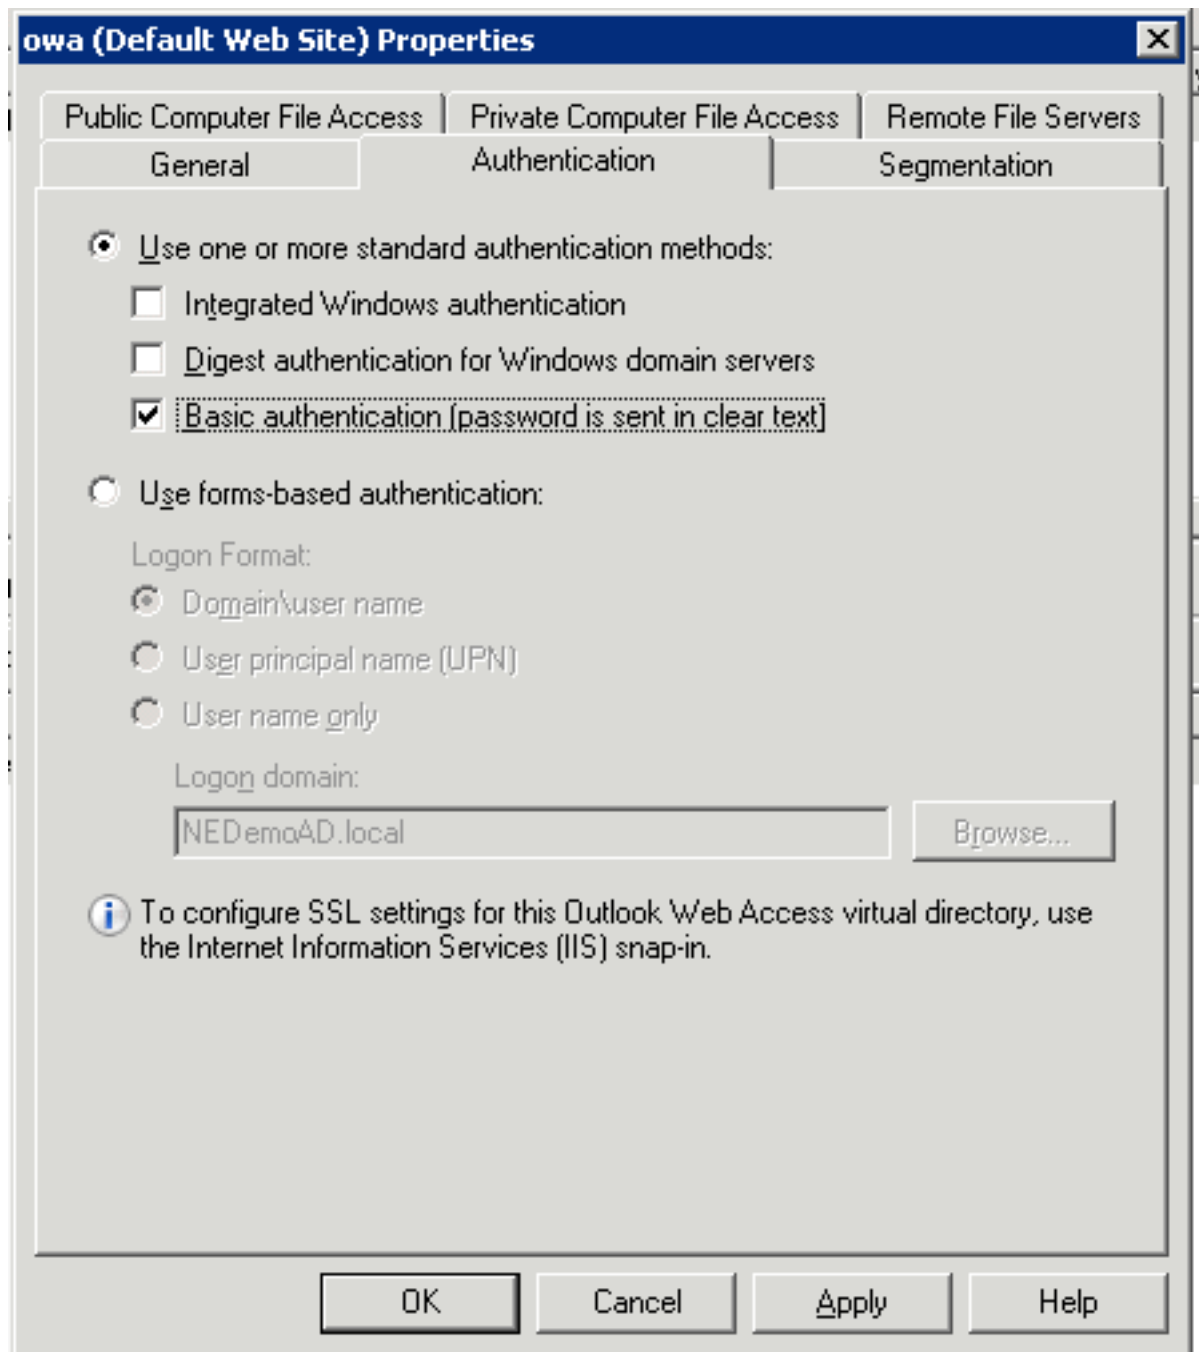 owa (Default Web Site) Properties
Public Computer File Access
Private Computer File Access
Remote File Servers
General
Authentication
Segmentation
Use one or more standard authentication methods:
Integrated Windows authentication
Digest authentication for Windows domain servers
Basic authentication (password is sent in clear text)
Use forms-based authentication:
Logon Format:
Domain\user name
User principal name (UPN)
User name only
Logon domain:
NEDemoAD.local
Browse...
To configure SSL settings for this Outlook Web Access virtual directory, use
the Internet Information Services (IIS) snap-in.
OK
Cancel
Apply
Help